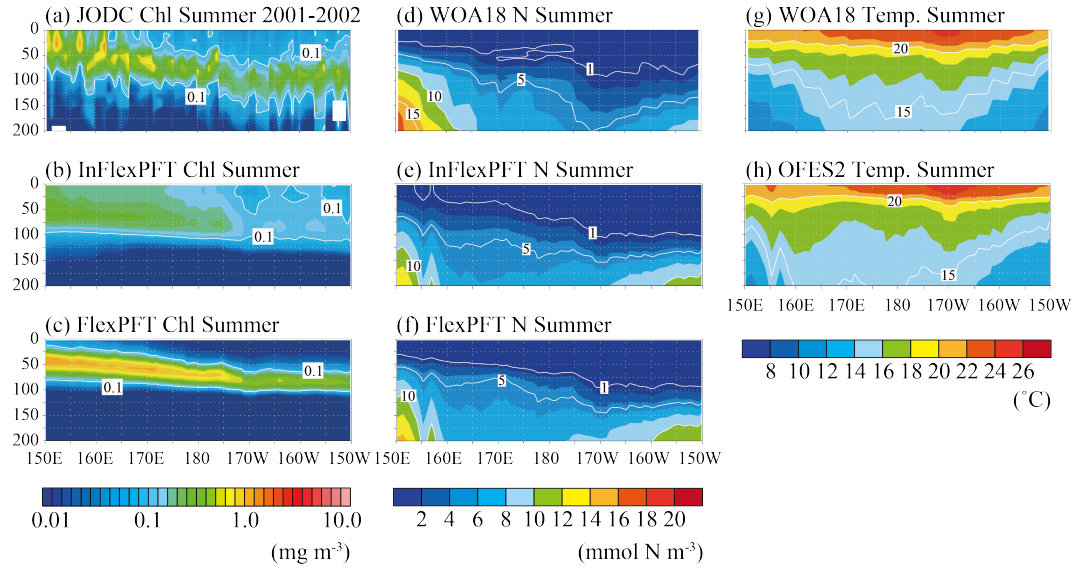 (a) JODC Chl Summer 2001-2002
0
50
100
150
200
0.1
0.1
(b) InFlexPFT Chl Summer
0
50
100
150
200
0.1
0.1
(c) FlexPFT Chl Summer
0
50
100
150
200
0.1
0.1
150E 160E 170E 180 170W 160W 150W
0.01 0.1 1.0 10.0
(mg m-3)
(d) WOA18 N Summer
1
5
10
15
(e) InFlexPFT N Summer
1
5
10
(f) FlexPFT N Summer
1
5
10
150E 160E 170E 180 170W 160W 150W
2 4 6 8 10 12 14 16 18 20
(mmol N m-3)
(g) WOA18 Temp. Summer
20
15
(h) OFES2 Temp. Summer
20
15
150E 160E 170E 180 170W 160W 150W
8 10 12 14 16 18 20 22 24 26
(˚C)